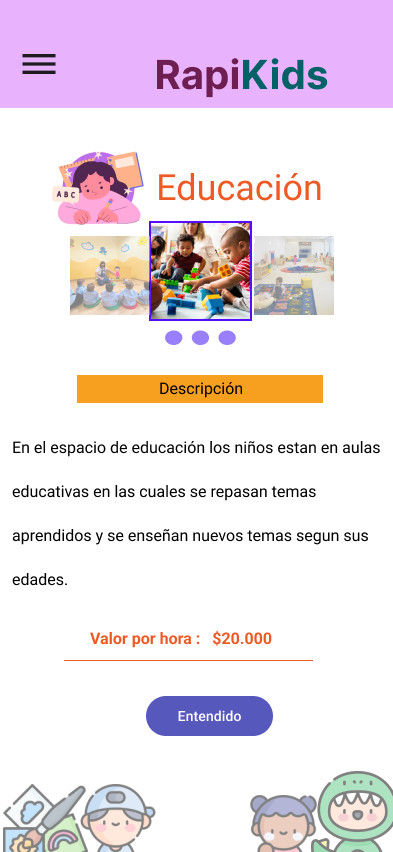 RapiKids
ABC
Educación
Descripción
En el espacio de educación los niños estan en aulas
educativas en las cuales se repasan temas
aprendidos y se enseñan nuevos temas segun sus
edades.
Valor por hora : $20.000
Entendido